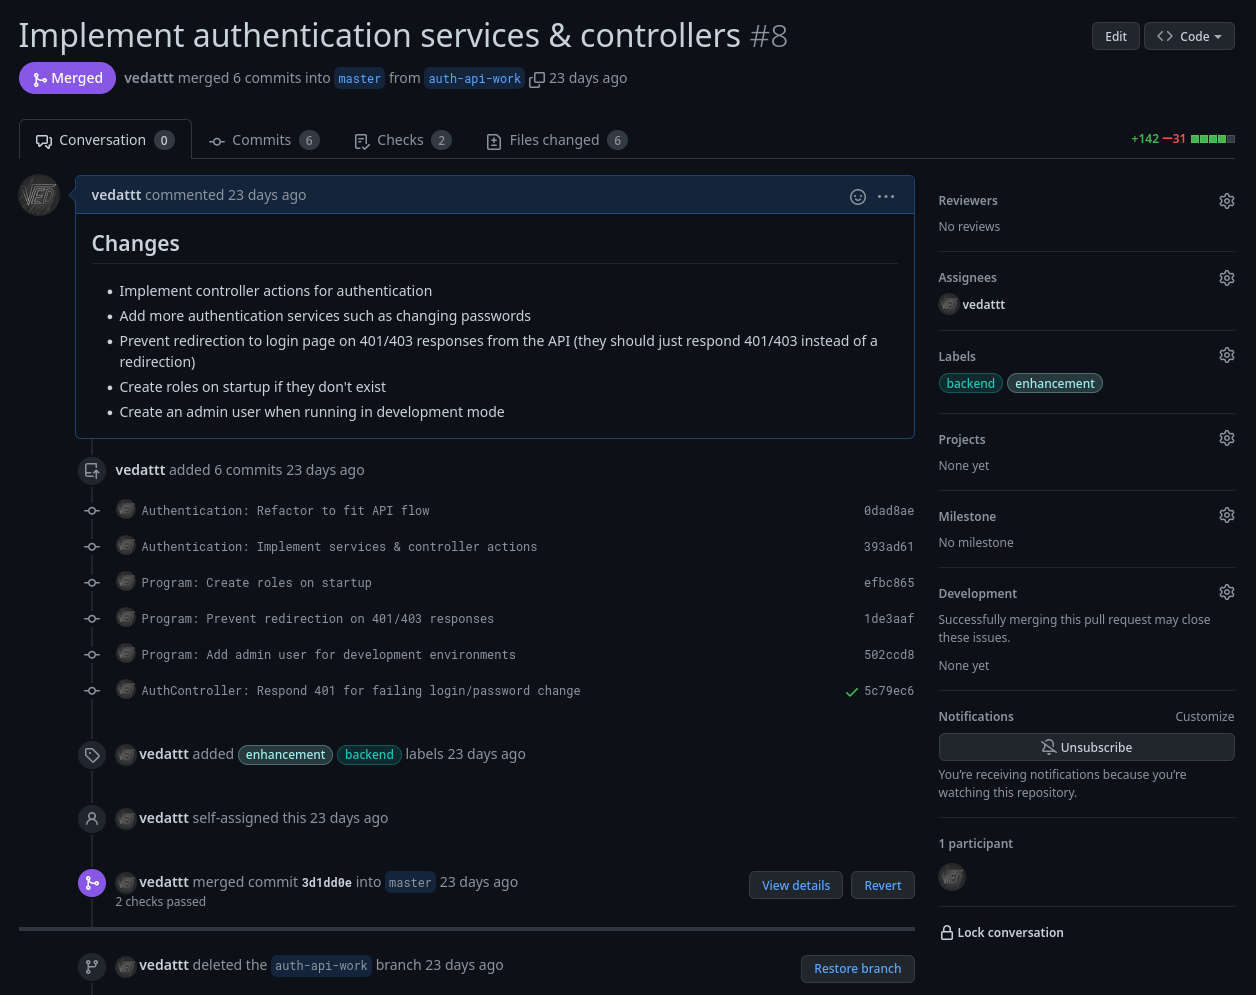 Implement authentication services & controllers #8
Edit
Code
Merged
vedattt merged 6 commits into master from auth-api-work 23 days ago
Conversation 0
Commits 6
Checks 2
Files changed 6
+142 −31
vedattt commented 23 days ago
Changes
Implement controller actions for authentication
Add more authentication services such as changing passwords
Prevent redirection to login page on 401/403 responses from the API (they should just respond 401/403 instead of a
redirection)
Create roles on startup if they don't exist
Create an admin user when running in development mode
vedattt added 6 commits 23 days ago
Authentication: Refactor to fit API flow 0dad8ae
Authentication: Implement services & controller actions 393ad61
Program: Create roles on startup efbc865
Program: Prevent redirection on 401/403 responses 1de3aaf
Program: Add admin user for development environments 502ccd8
AuthController: Respond 401 for failing login/password change 5c79ec6
vedattt added enhancement backend labels 23 days ago
vedattt self-assigned this 23 days ago
vedattt merged commit 3d1dd0e into master 23 days ago
2 checks passed
View details
Revert
vedattt deleted the auth-api-work branch 23 days ago
Restore branch
Reviewers
No reviews
Assignees
vedattt
Labels
backend enhancement
Projects
None yet
Milestone
No milestone
Development
Successfully merging this pull request may close
these issues.
None yet
Notifications
Customize
Unsubscribe
You're receiving notifications because you're
watching this repository.
1 participant
Lock conversation